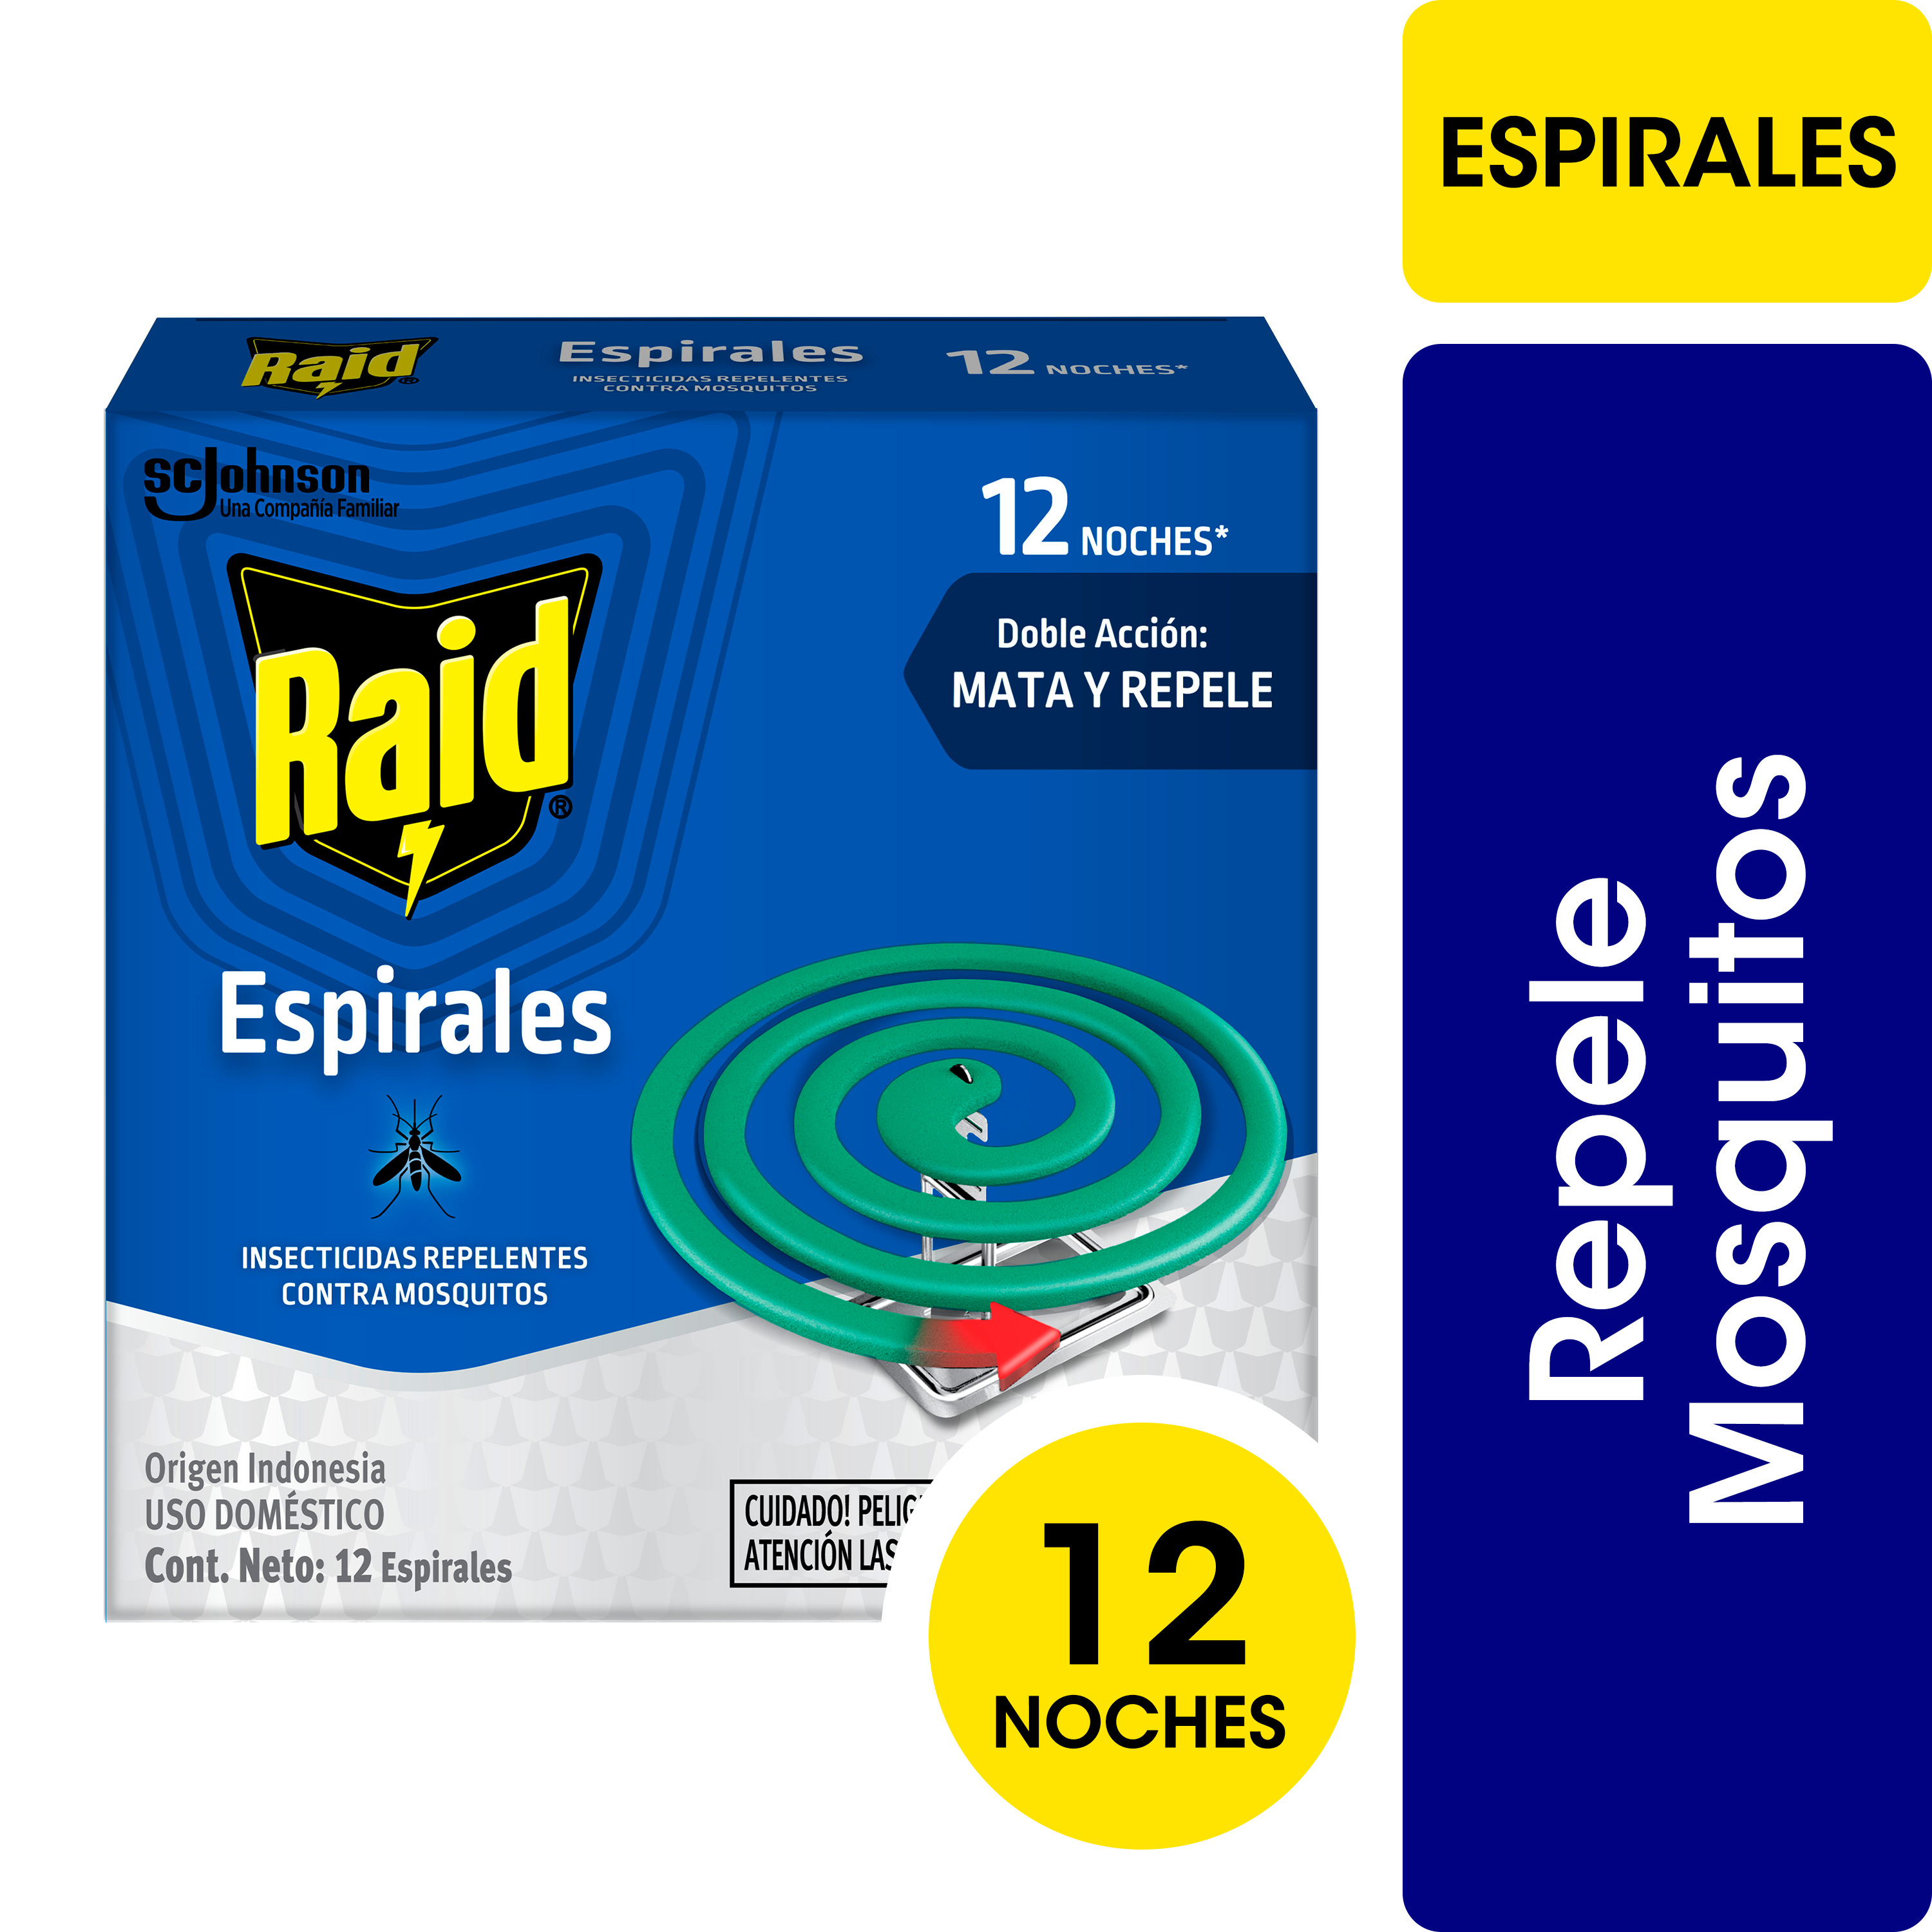 ESPIRALES
Raid®
Espirales
INSECTICIDAS REPELENTES
CONTRA MOSQUITOS
12 NOCHES*
scJohnson
Una Compañía Familiar
12 NOCHES*
Doble Acción:
MATA Y REPELE
Raid®
Espirales
INSECTICIDAS REPELENTES
CONTRA MOSQUITOS
Origen Indonesia
USO DOMÉSTICO
Cont. Neto: 12 Espirales
CUIDADO!
ATENCIÓN LAS
12
NOCHES
Repele
Mosquitos